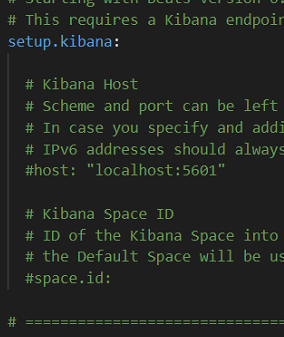 # Starting with Beats version 6.
# This requires a Kibana endpoin
setup.kibana:
# Kibana Host
# Scheme and port can be left
# In case you specify and addi
# IPv6 addresses should always
#host: "localhost:5601"
# Kibana Space ID
# ID of the Kibana Space into
# the Default Space will be us
#space.id:
# ==============================